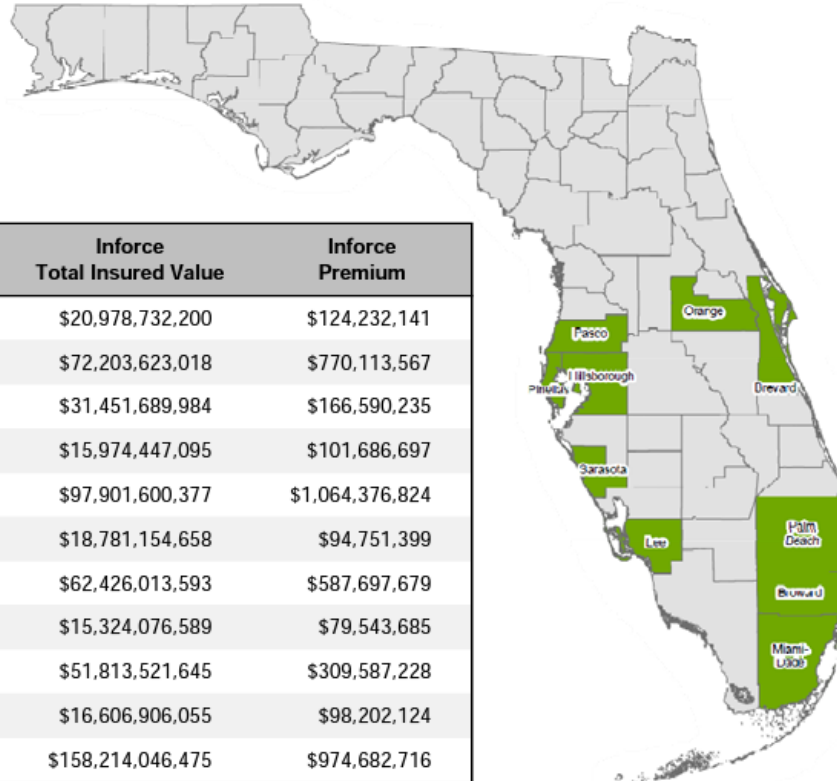 Inforce Inforce
Total Insured Value Premium
$20,978,732,200 $124,232,141
$72,203,623,018 $770,113,567
$31,451,689,984 $166,590,235
$15,974,447,095 $101,686,697
$97,901,600,377 $1,064,376,824
$18,781,154,658 $94,751,399
$62,426,013,593 $587,697,679
$15,324,076,589 $79,543,685
$51,813,521,645 $309,587,228
$16,606,906,055 $98,202,124
$158,214,046,475 $974,682,716
Orange
Pasco
Hillsborough
Pinellas
Brevard
Sarasota
Lee
Palm
Beach
Broward
Miami-
Dade